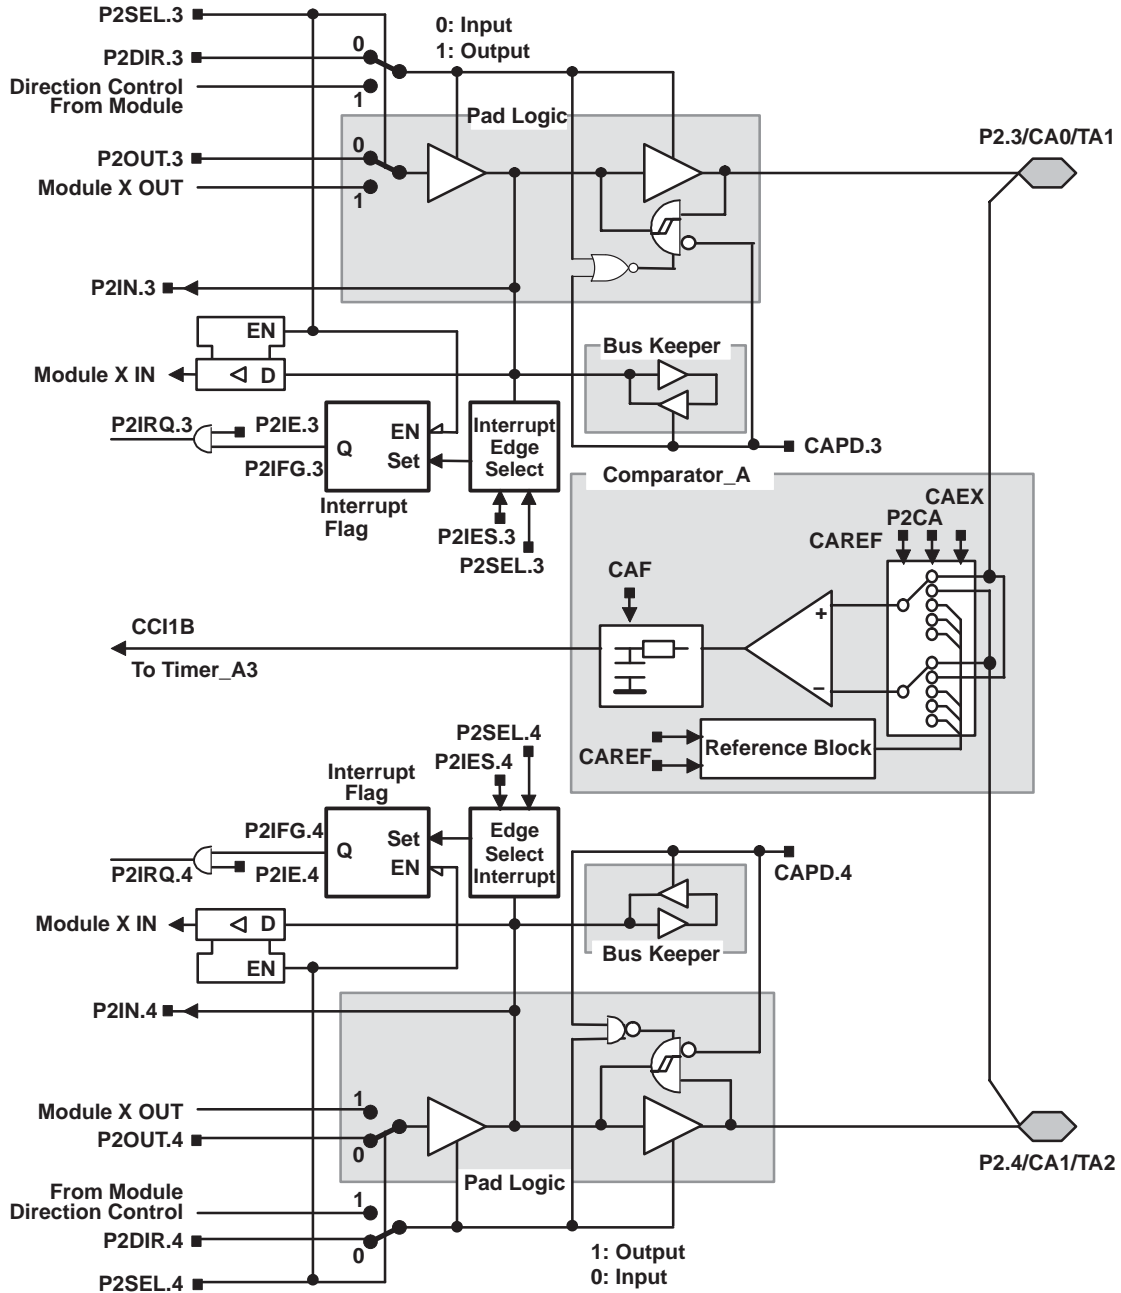 P2SEL.3
0: Input
1: Output
P2DIR.3
0
Direction Control
From Module
1
Pad Logic
P2.3/CA0/TA1
P2OUT.3
0
Module X OUT
1
P2IN.3
EN
Bus Keeper
Module X IN
D
P2IRQ.3
P2IE.3
P2IFG.3
Q
EN
Set
Interrupt
Edge
Select
CAPD.3
Interrupt
Flag
P2IES.3
P2SEL.3
Comparator_A
CAEX
P2CA
CAREF
CAF
CCI1B
To Timer_A3
+
−
Reference Block
CAREF
P2SEL.4
P2IES.4
Interrupt
Flag
P2IFG.4
P2IRQ.4
P2IE.4
Q
Set
EN
Edge
Select
Interrupt
CAPD.4
Module X IN
D
EN
Bus Keeper
P2IN.4
Module X OUT
1
P2OUT.4
0
Pad Logic
P2.4/CA1/TA2
From Module
Direction Control
1
P2DIR.4
0
1: Output
0: Input
P2SEL.4